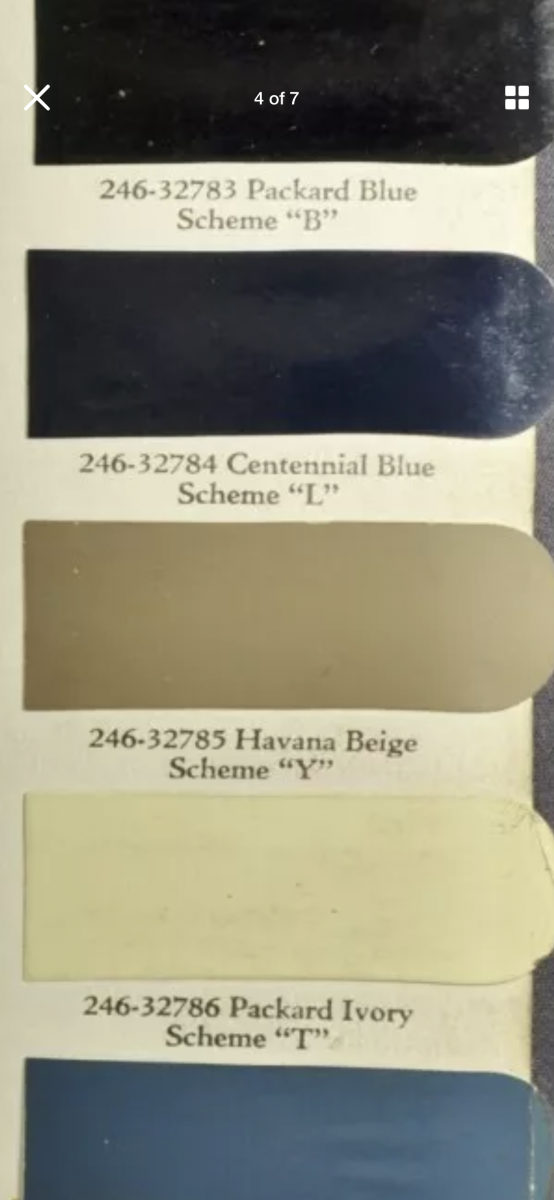 4 of 7
246-32783 Packard Blue
Scheme “B”
246-32784 Centennial Blue
Scheme “L”
246-32785 Havana Beige
Scheme “Y”
246-32786 Packard Ivory
Scheme “T”